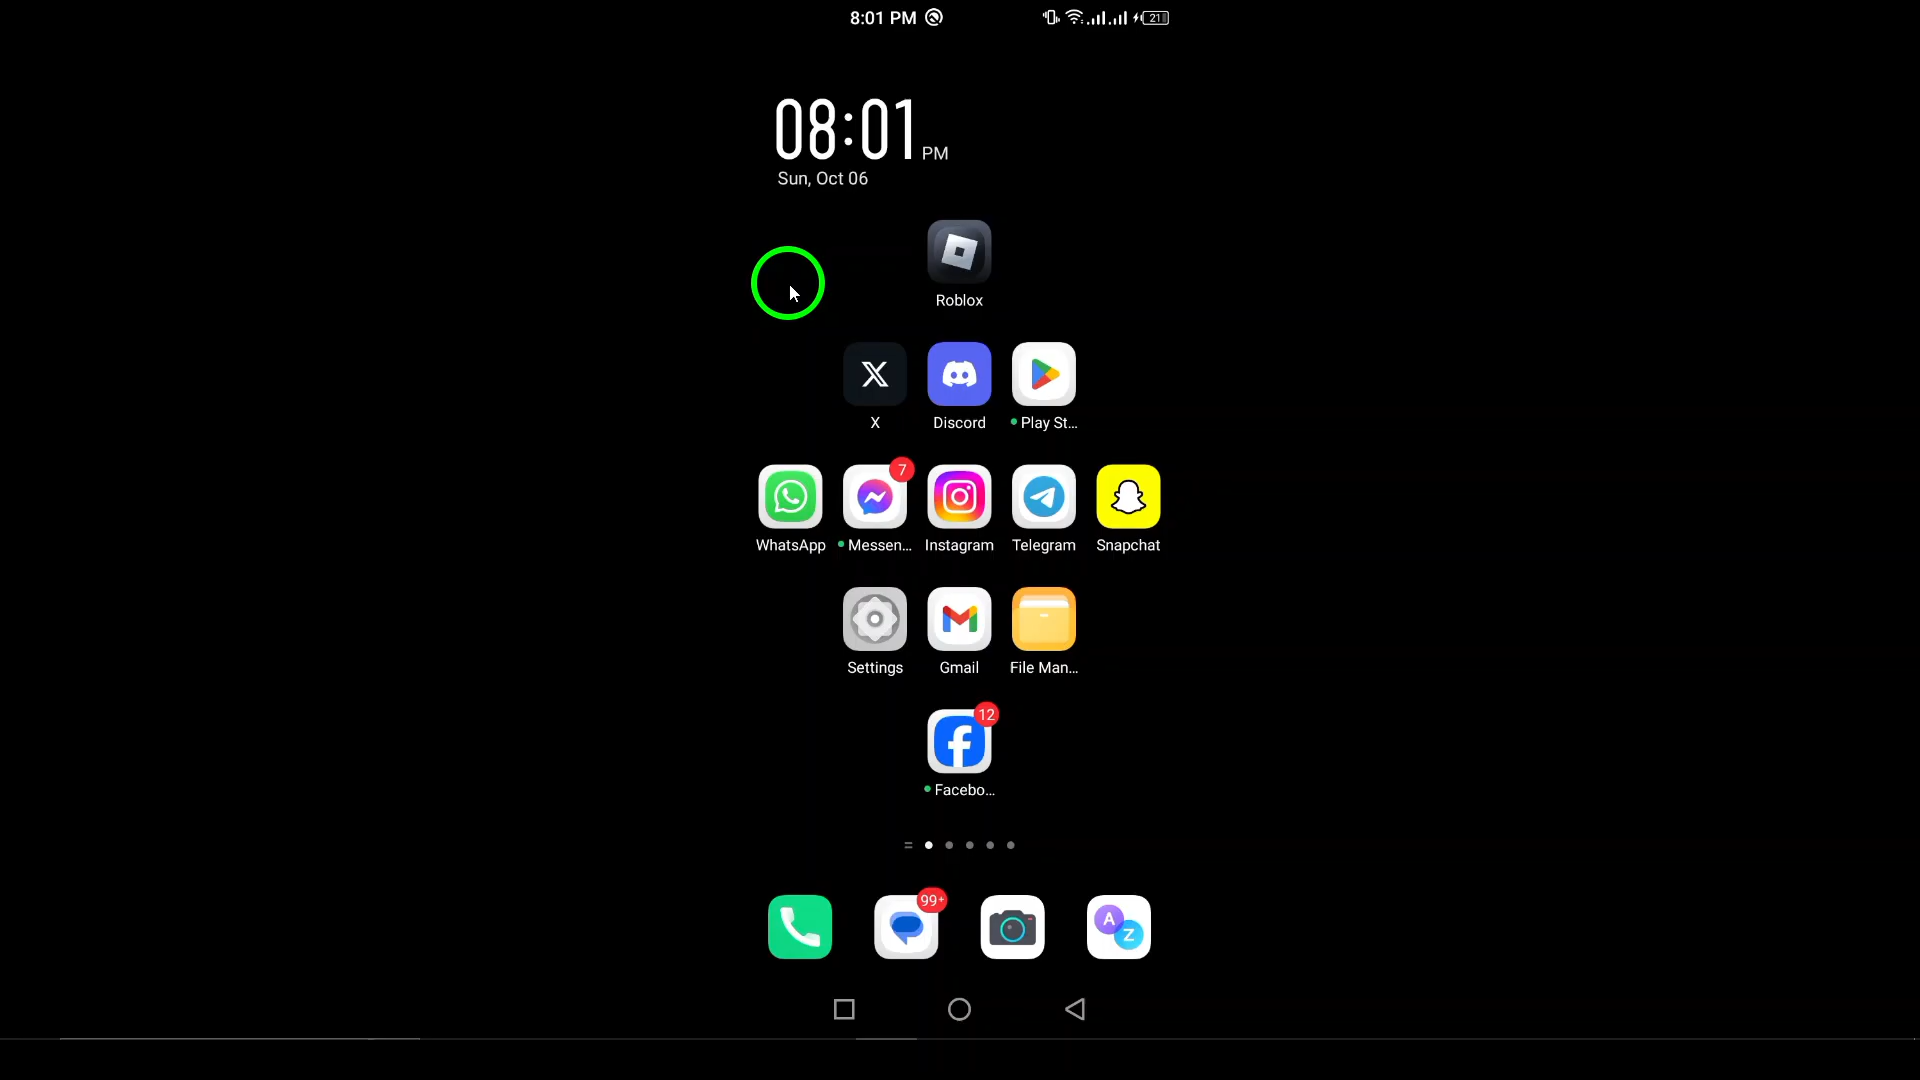 8:01 PM
21
08:01 PM
Sun, Oct 06
Roblox
X
Discord
Play St...
7
WhatsApp
Messen...
Instagram
Telegram
Snapchat
Settings
Gmail
File Man...
12
Facebo...
99+
A
Z